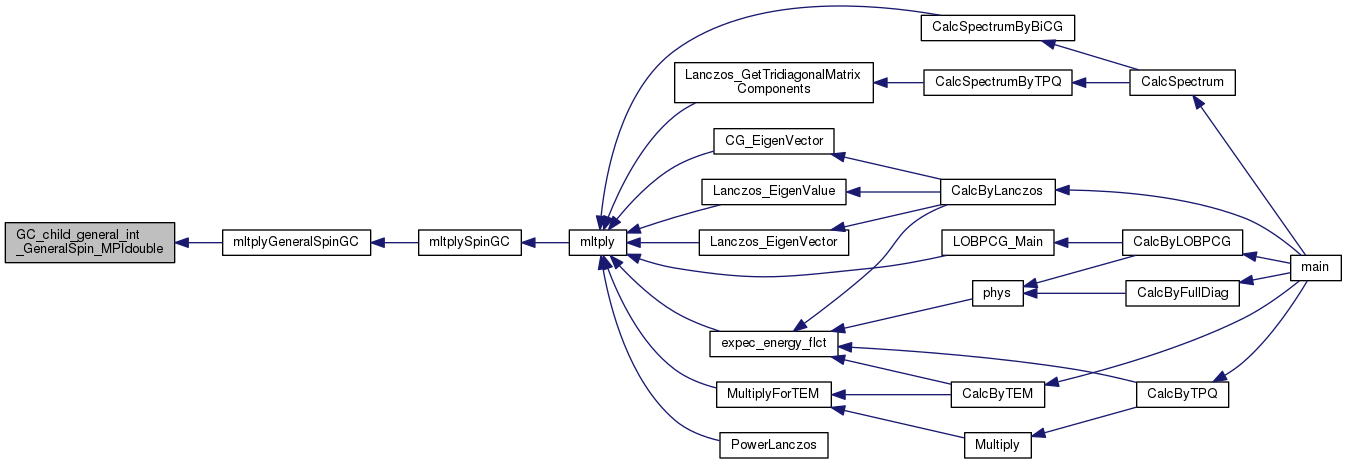 GC_child_general_int
_GeneralSpin_MPIdouble
mltplyGeneralSpinGC
mltplySpinGC
mltply
CalcSpectrumByBiCG
Lanczos_GetTridiagonalMatrix
Components
CalcSpectrumByTPQ
CalcSpectrum
CG_EigenVector
Lanczos_EigenValue
CalcByLanczos
Lanczos_EigenVector
LOBPCG_Main
CalcByLOBPCG
main
phys
CalcByFullDiag
expec_energy_flct
MultiplyForTEM
CalcByTEM
CalcByTPQ
PowerLanczos
Multiply